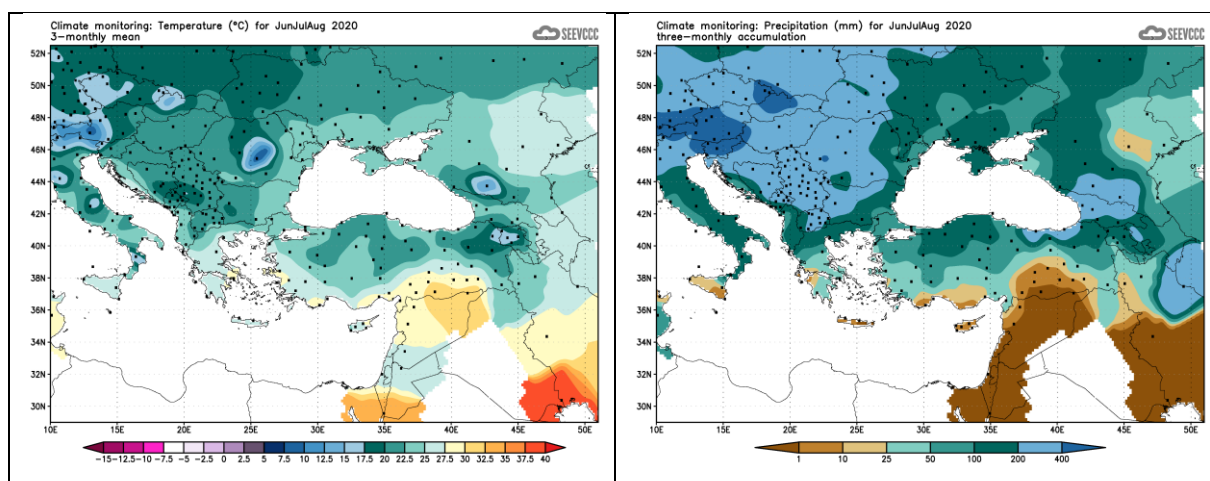 Climate monitoring: Temperature (°C) for JunJulAug 2020
3-monthly mean
SEEVCCC
52N
50N
48N
46N
44N
42N
40N
38N
36N
34N
32N
30N
10E 15E 20E 25E 30E 35E 40E 45E 50E
-15 -12.5 -10 -7.5 -5 -2.5 0 2.5 5 7.5 10 12.5 15 17.5 20 22.5 25 27.5 30 32.5 35 37.5 40
Climate monitoring: Precipitation (mm) for JunJulAug 2020
three-monthly accumulation
SEEVCCC
52N
50N
48N
46N
44N
42N
40N
38N
36N
34N
32N
30N
10E 15E 20E 25E 30E 35E 40E 45E 50E
1 10 25 50 100 200 400